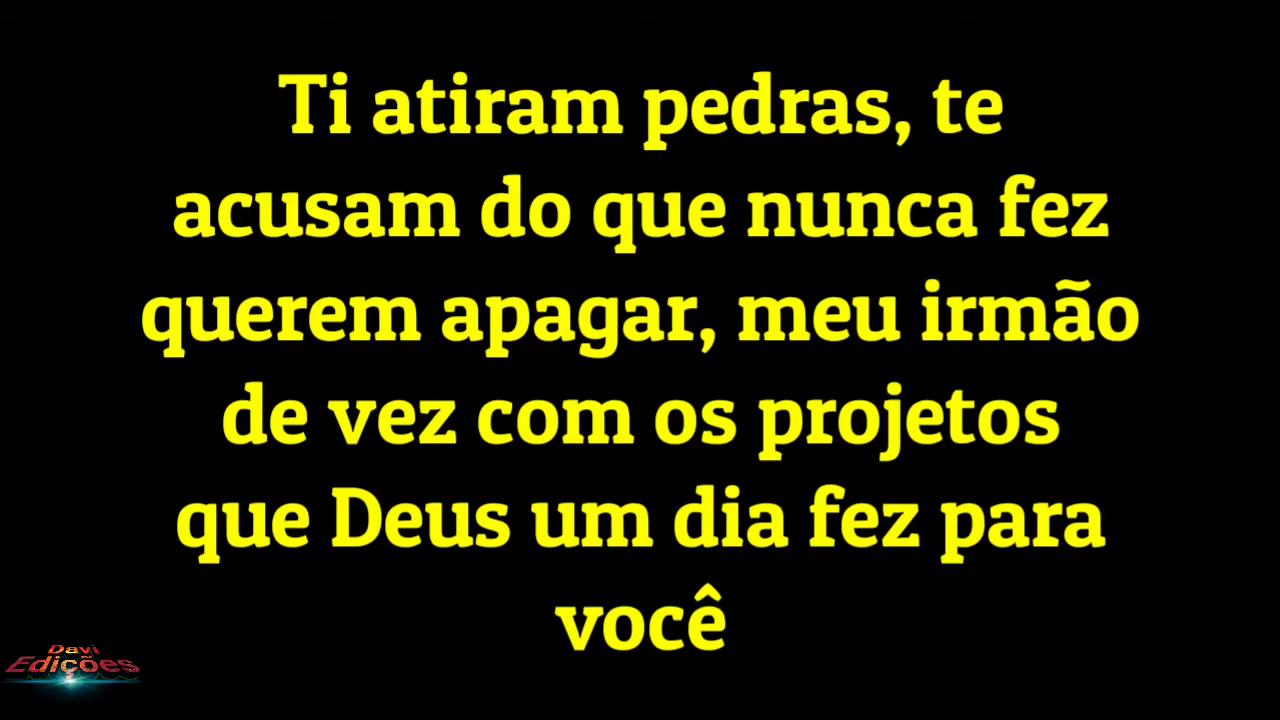 Ti atiram pedras, te
acusam do que nunca fez
querem apagar, meu irmão
de vez com os projetos
que Deus um dia fez para
você
Davi
Edições